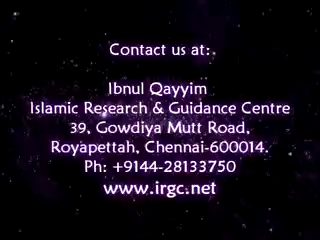 Contact us at:
Ibnul Qayyim
Islamic Research & Guidance Centre
39, Gowdiya Mutt Road,
Royapettah, Chennai-600014.
Ph: +9144-28133750
www.irgc.net